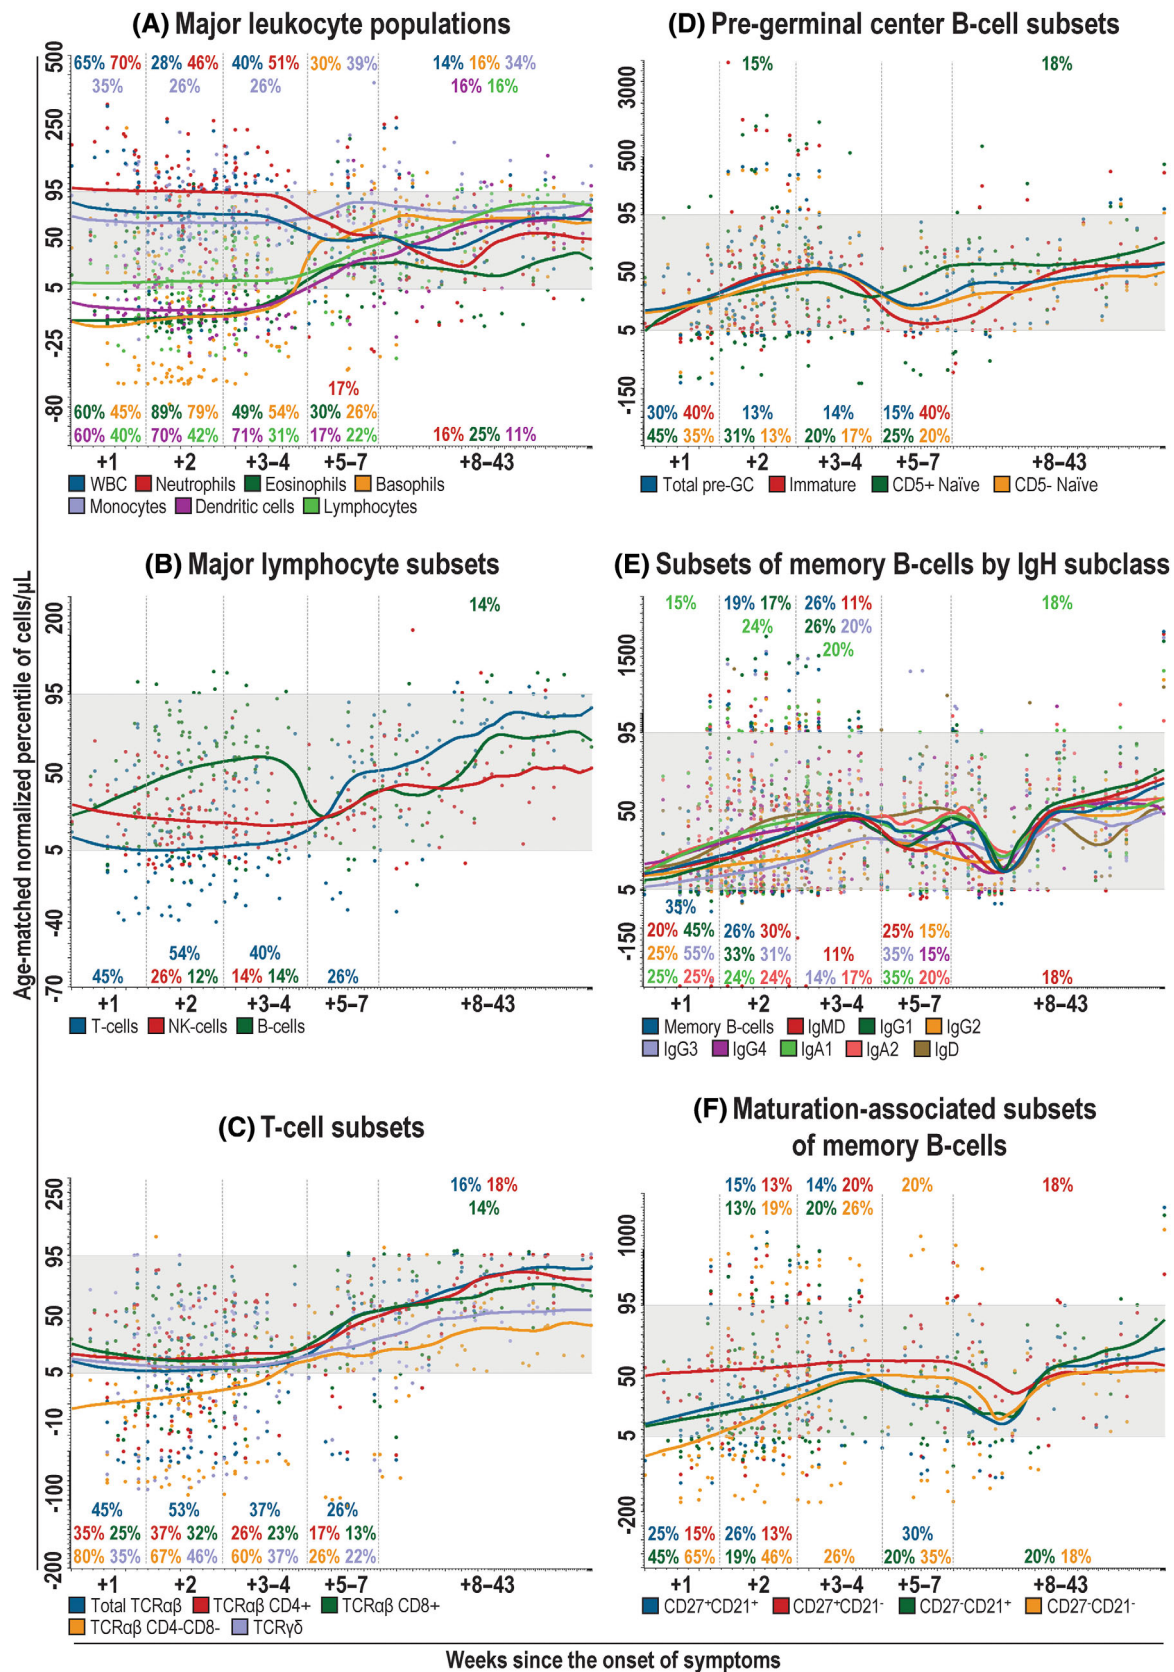 (A) Major leukocyte populations
500
250
95
50
5
-25
-80
65% 70% 28% 46% 40% 51% 30% 39% 14% 16% 34%
35% 26% 26% 16% 16%
17%
60% 45% 89% 79% 49% 54% 30% 26%
60% 40% 70% 42% 71% 31% 17% 22% 16% 25% 11%
+1 +2 +3–4 +5–7 +8–43
WBC Neutrophils Eosinophils Basophils
Monocytes Dendritic cells Lymphocytes
(D) Pre-germinal center B-cell subsets
3000
500
95
50
5
-150
15% 18%
30% 40% 13% 14% 15% 40%
45% 35% 31% 13% 20% 17% 25% 20%
+1 +2 +3–4 +5–7 +8–43
Total pre-GC Immature CD5+ Naïve CD5- Naïve
(B) Major lymphocyte subsets
200
95
50
5
-40
-70
14%
54% 40%
45% 26% 12% 14% 14% 26%
+1 +2 +3–4 +5–7 +8–43
T-cells NK-cells B-cells
(E) Subsets of memory B-cells by IgH subclass
1500
95
50
5
-150
15% 19% 17% 26% 11% 18%
24% 26% 20%
20%
35%
20% 45% 26% 30% 25% 15%
25% 55% 33% 31% 11% 35% 15%
25% 25% 24% 24% 14% 17% 35% 20% 18%
+1 +2 +3–4 +5–7 +8–43
Memory B-cells IgMD IgG1 IgG2
IgG3 IgG4 IgA1 IgA2 IgD
(C) T-cell subsets
250
95
50
5
-10
-100
-200
16% 18%
14%
45% 53% 37% 26%
35% 25% 37% 32% 26% 23% 17% 13%
80% 35% 67% 46% 60% 37% 26% 22%
+1 +2 +3–4 +5–7 +8–43
Total TCRαβ TCRαβ CD4+ TCRαβ CD8+
TCRαβ CD4-CD8- TCRγδ
(F) Maturation-associated subsets
of memory B-cells
1000
95
50
5
-200
15% 13% 14% 20% 20% 18%
13% 19% 20% 26%
25% 15% 26% 13% 30%
45% 65% 19% 46% 26% 20% 35% 20% 18%
+1 +2 +3–4 +5–7 +8–43
CD27⁺CD21⁺ CD27⁺CD21⁻ CD27⁻CD21⁺ CD27⁻CD21⁻
Age-matched normalized percentile of cells/µL
Weeks since the onset of symptoms